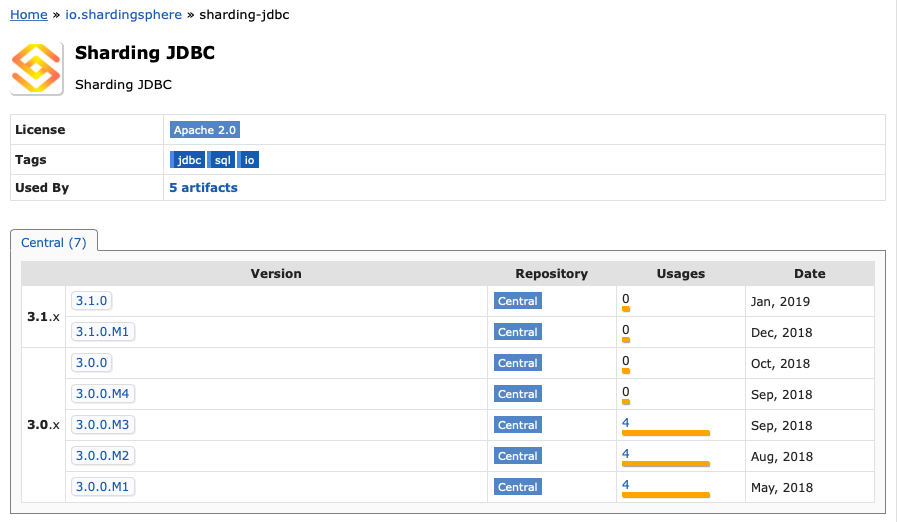 Home » io.shardingsphere » sharding-jdbc
Sharding JDBC
Sharding JDBC
License Apache 2.0
Tags jdbc sql io
Used By 5 artifacts
Central (7)
Version Repository Usages Date
3.1.x
3.1.0 Central 0 Jan, 2019
3.1.0.M1 Central 0 Dec, 2018
3.0.x
3.0.0 Central 0 Oct, 2018
3.0.0.M4 Central 0 Sep, 2018
3.0.0.M3 Central 4 Sep, 2018
3.0.0.M2 Central 4 Aug, 2018
3.0.0.M1 Central 4 May, 2018